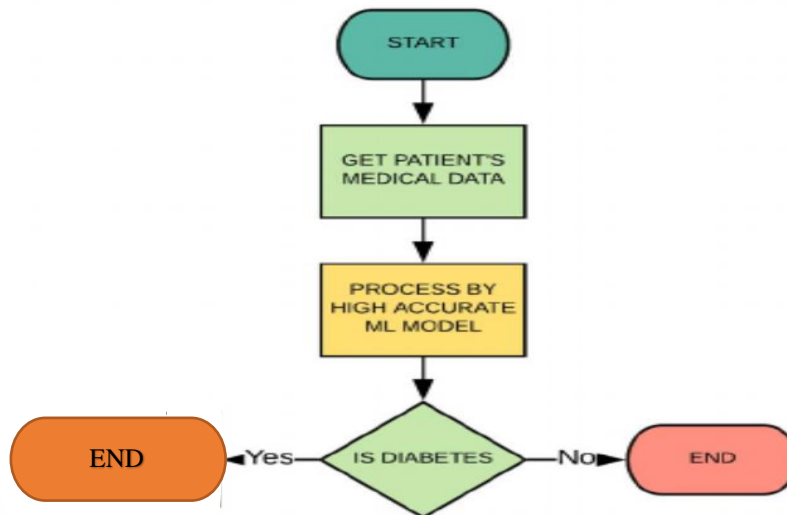 START
GET PATIENT'S
MEDICAL DATA
PROCESS BY
HIGH ACCURATE
ML MODEL
END
Yes
IS DIABETES
No
END